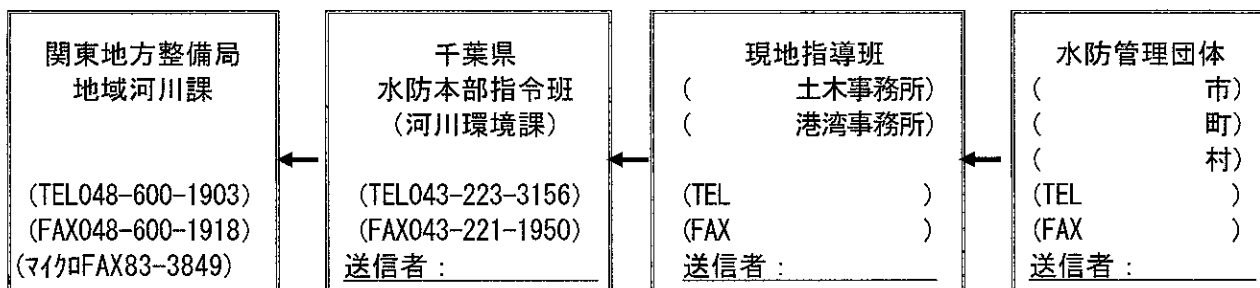 関東地方整備局
地域河川課
(TEL048-600-1903)
(FAX048-600-1918)
(マイクロFAX83-3849)
千葉県
水防本部指令班
(河川環境課)
(TEL043-223-3156)
(FAX043-221-1950)
送信者：
現地指導班
(　　　土木事務所)
(　　　港湾事務所)
(TEL　　　)
(FAX　　　)
送信者：
水防管理団体
(　　　市)
(　　　町)
(　　　村)
(TEL　　　)
(FAX　　　)
送信者：